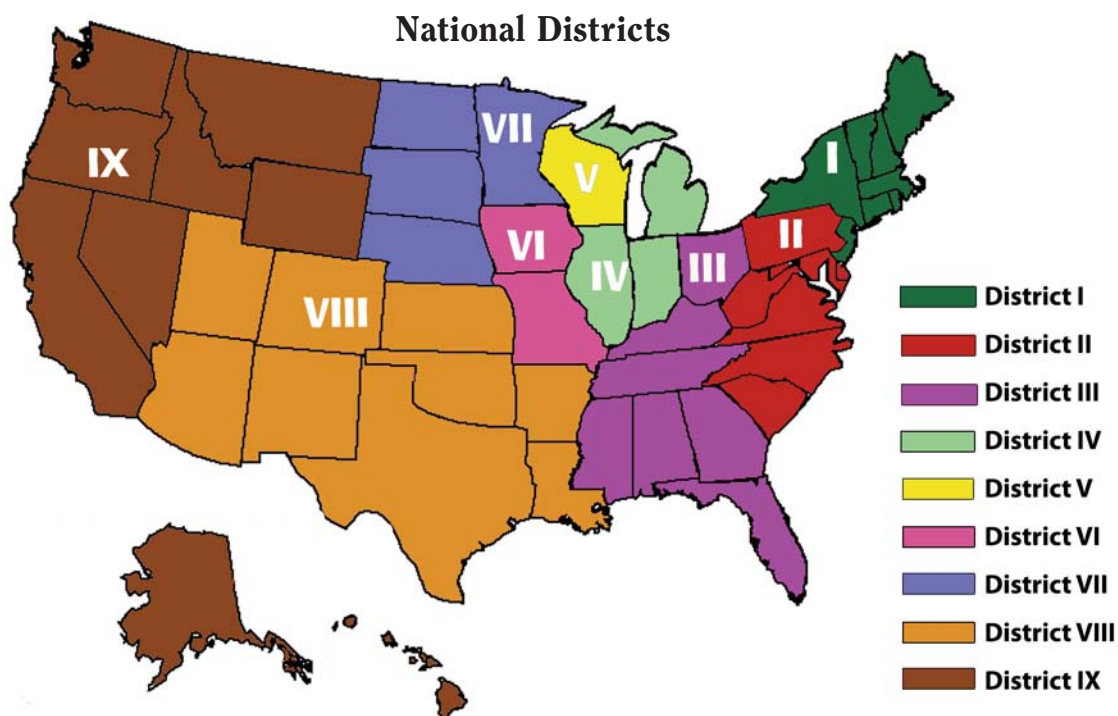 National Districts
VII
I
IX
V
II
VI
IV
III
VIII
District I
District II
District III
District IV
District V
District VI
District VII
District VIII
District IX